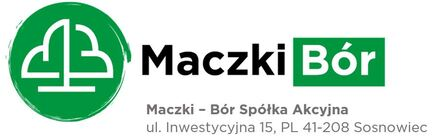 Maczki Bór
Maczki – Bór Spółka Akcyjna
ul. Inwestycyjna 15, PL 41-208 Sosnowiec